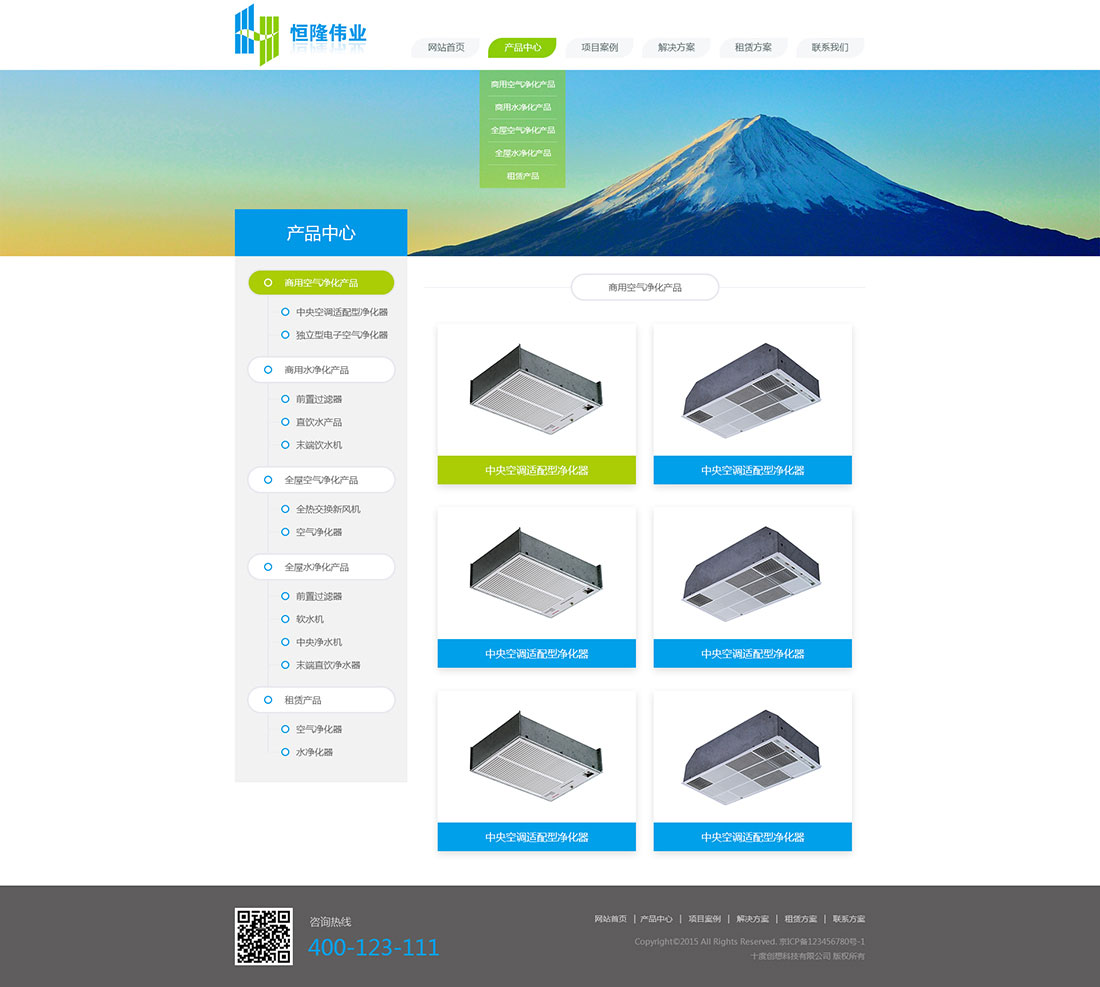 恒隆伟业
网站首页 产品中心 项目案例 解决方案 租赁方案 联系我们
商用空气净化产品
商用水净化产品
全屋空气净化产品
全屋水净化产品
租赁产品
产品中心
商用空气净化产品
中央空调适配型净化器
独立型电子空气净化器
商用水净化产品
前置过滤器
直饮水产品
末端饮水机
全屋空气净化产品
全热交换新风机
空气净化器
全屋水净化产品
前置过滤器
软水机
中央净水机
末端直饮净水器
租赁产品
空气净化器
水净化器
商用空气净化产品
中央空调适配型净化器 中央空调适配型净化器
中央空调适配型净化器 中央空调适配型净化器
中央空调适配型净化器 中央空调适配型净化器
咨询热线
400-123-111
网站首页 | 产品中心 | 项目案例 | 解决方案 | 租赁方案 | 联系方案
Copyright©2015 All Rights Reserved. 京ICP备123456780号-1
十度创想科技有限公司 版权所有